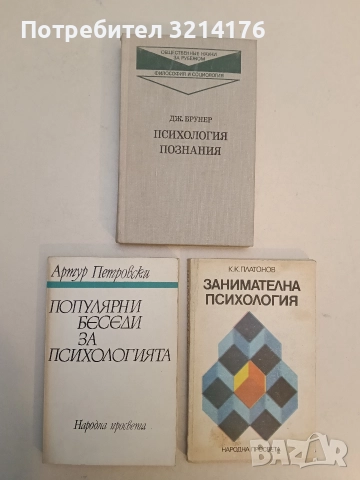 Потребител 3214176
ОБЩЕСТВЕННЫЕ НАУКИ
ЗА РУБЕЖОМ
ФИЛОСОФИЯ И СОЦИОЛОГИЯ
ДЖ. БРУНЕР
ПСИХОЛОГИЯ
ПОЗНАНИЯ
Артур Петровски
ПОПУЛЯРНИ
БЕСЕДИ
ЗА
ПСИХОЛОГИЯТА
Народна просвета
К.К.ПЛАТОНОВ
ЗАНИМАТЕЛНА
ПСИХОЛОГИЯ
НАРОДНА ПРОСВЕТА
BAZAR